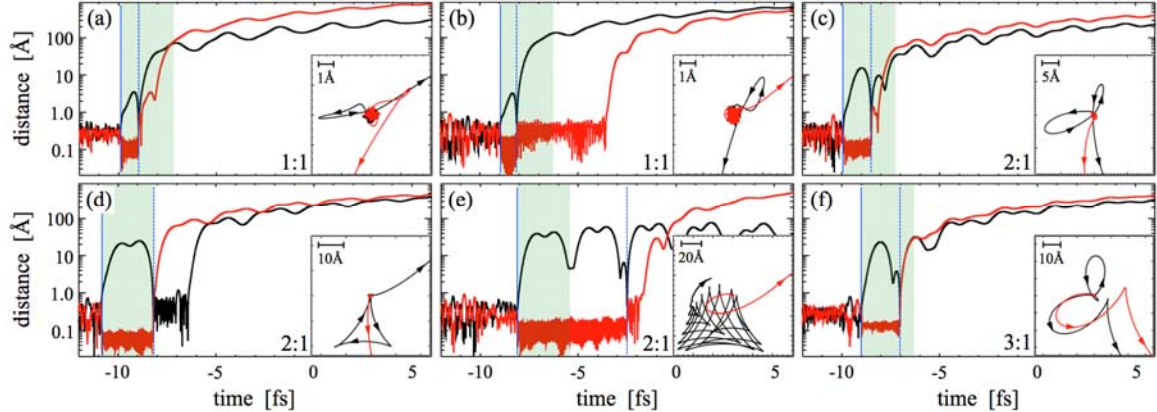 (a) (b) (c)
distance [Å]
100
10
1.0
0.1
1Å 1Å 5Å
1:1 1:1 2:1
(d) (e) (f)
distance [Å]
100
10
1.0
0.1
10Å 20Å 10Å
2:1 2:1 3:1
-10 -5 0 5 -10 -5 0 5 -10 -5 0 5
time [fs] time [fs] time [fs]